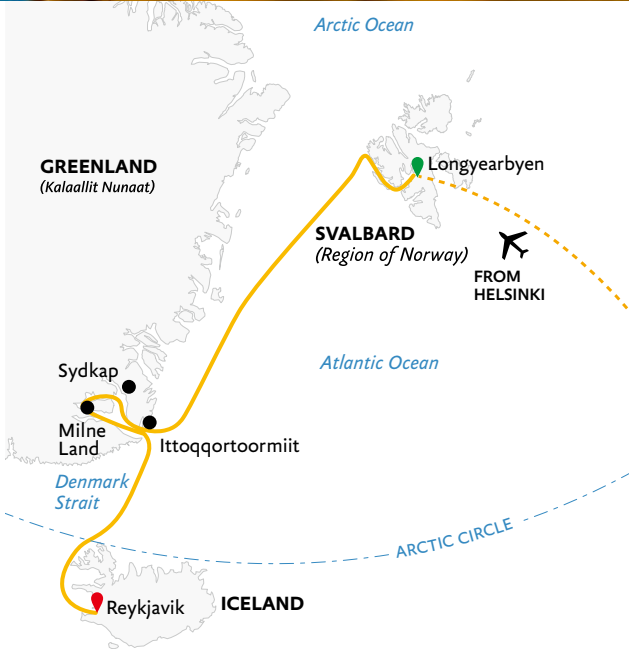 Arctic Ocean
Longyearbyen
GREENLAND
(Kalaallit Nunaat)
SVALBARD
(Region of Norway)
FROM
HELSINKI
Sydkap
Atlantic Ocean
Milne
Land
Ittoqqortoormiit
Denmark
Strait
ARCTIC CIRCLE
Reykjavik
ICELAND